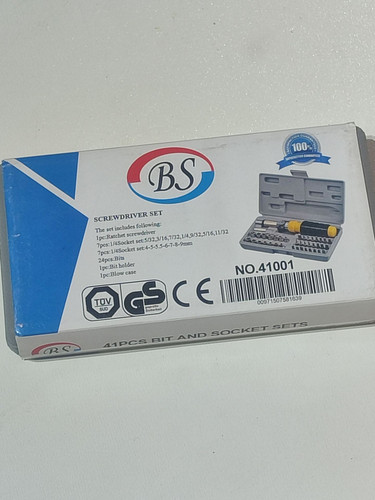 100%
BS
SCREWDRIVER SET
The set includes following:
1pc:Ratchet screwdriver
7pcs:1/4Socket set:5/32,3/16,7/32,1/4,9/32,5/16,11/32
7pcs:1/4Socket set:4-5-5.5-6-7-8-9mm
24pcs:Bits
1pc:Bit holder
1pc:Blow case
NO.41001
TÜV
SUD
GS
CE
00971507581639
BS
41PCS BIT AND SOCKET SETS